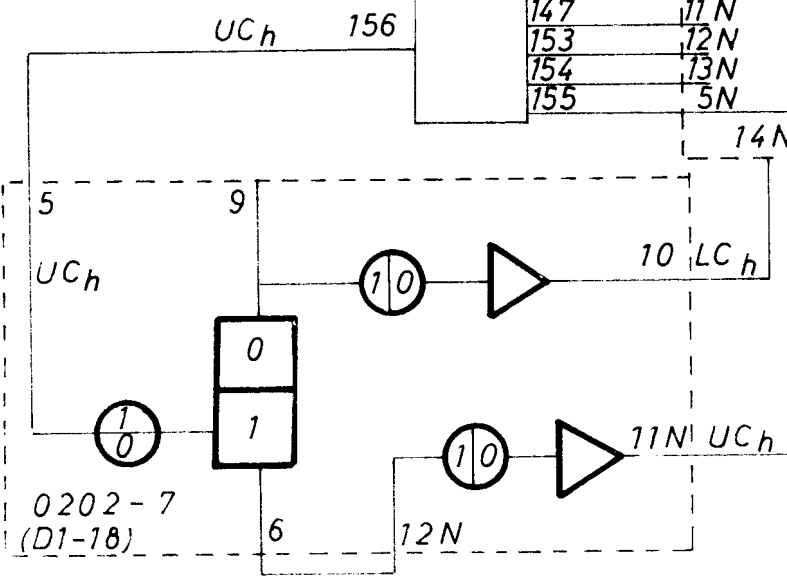 147 11N
UCh 156 153 12N
154 13N
155 5N
14N
5 9
UCh 1 0 10 LCh
0
1 0 1 1 0 11N UCh
0202-7
(D1-18) 6 12N